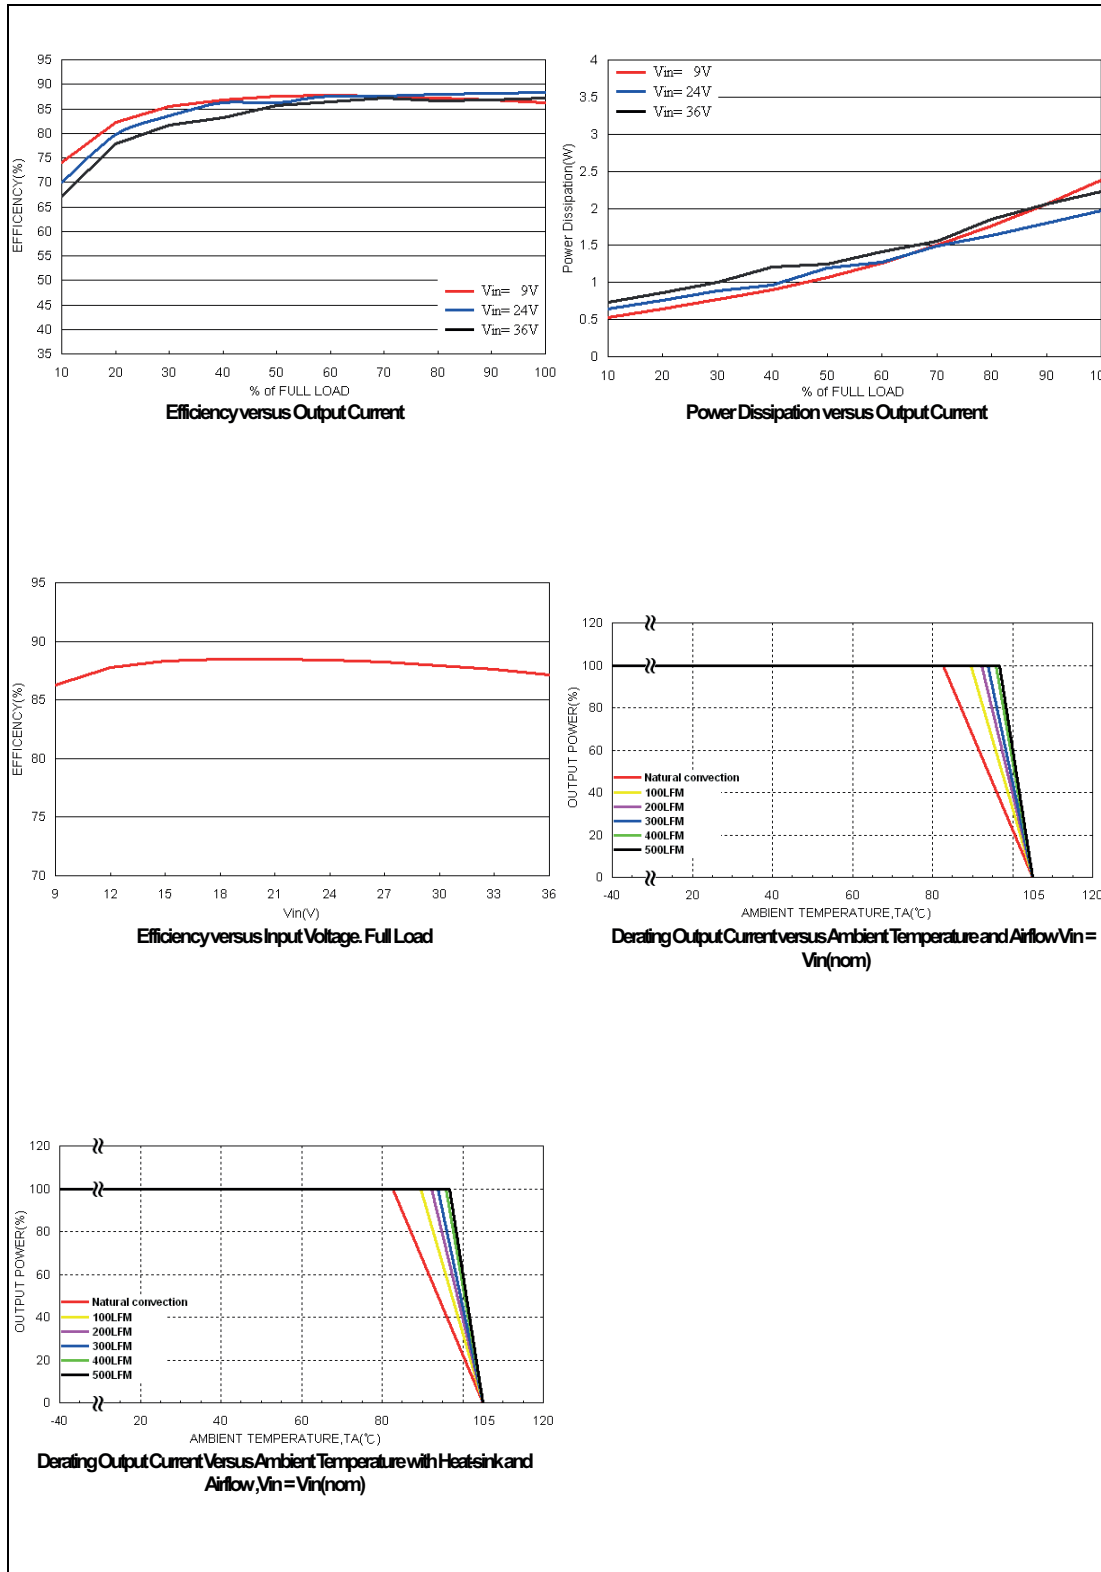 95
90
85
80
75
70
65
60
55
50
45
40
35
EFFICENCY(%)
Vin= 9V
Vin= 24V
Vin= 36V
10 20 30 40 50 60 70 80 90 100
% of FULL LOAD
Efficiency versus Output Current
4
3.5
3
2.5
2
1.5
1
0.5
0
Power Dissipation(W)
Vin= 9V
Vin= 24V
Vin= 36V
10 20 30 40 50 60 70 80 90 100
% of FULL LOAD
Power Dissipation versus Output Current
95
90
85
80
75
70
EFFICENCY(%)
9 12 15 18 21 24 27 30 33 36
Vin(V)
Efficiency versus Input Voltage. Full Load
120
100
80
60
40
20
0
OUTPUT POWER(%)
Natural convection
100LFM
200LFM
300LFM
400LFM
500LFM
-40 20 40 60 80 105 120
AMBIENT TEMPERATURE,TA(℃)
Derating Output Current versus Ambient Temperature and Airflow Vin =
Vin(nom)
120
100
80
60
40
20
0
OUTPUT POWER(%)
Natural convection
100LFM
200LFM
300LFM
400LFM
500LFM
-40 20 40 60 80 105 120
AMBIENT TEMPERATURE,TA(℃)
Derating Output Current Versus Ambient Temperature with Heat-sink and
Airflow,Vin = Vin(nom)